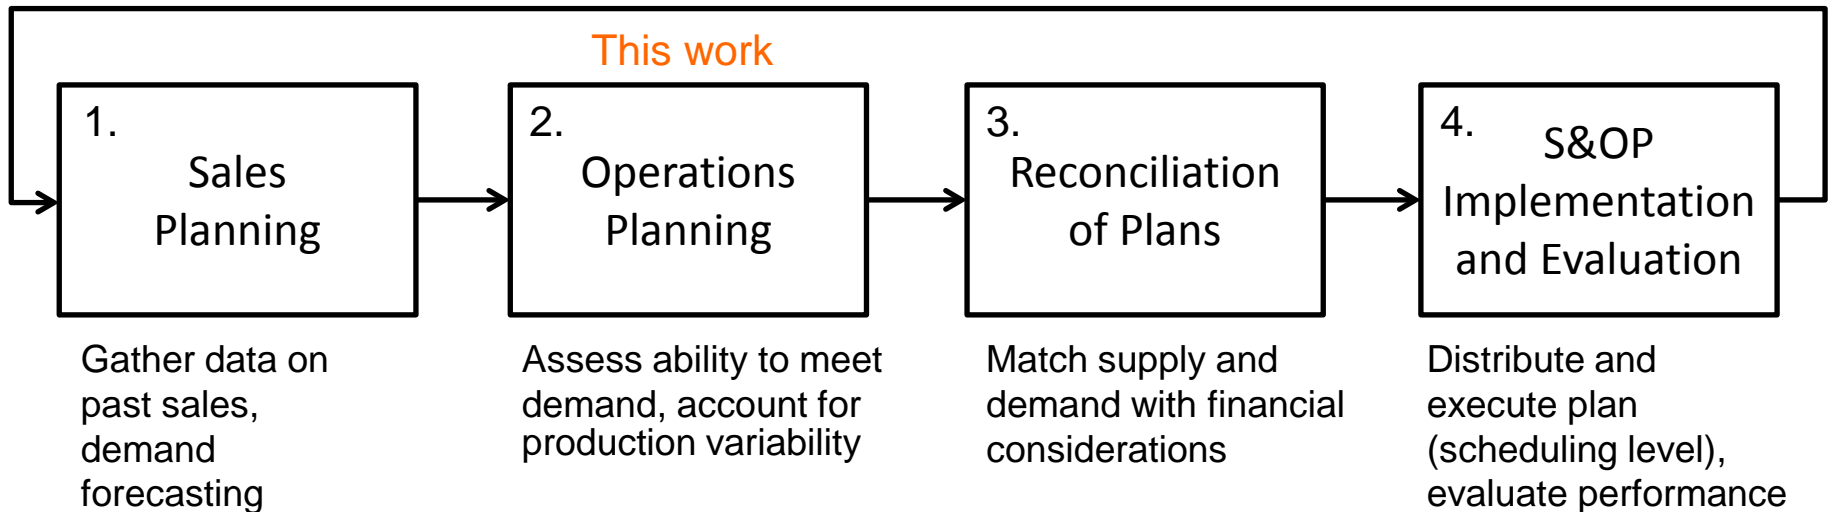 This work
1.
Sales
Planning
2.
Operations
Planning
3.
Reconciliation
of Plans
4.
S&OP
Implementation
and Evaluation
Gather data on
past sales,
demand
forecasting
Assess ability to meet
demand, account for
production variability
Match supply and
demand with financial
considerations
Distribute and
execute plan
(scheduling level),
evaluate performance